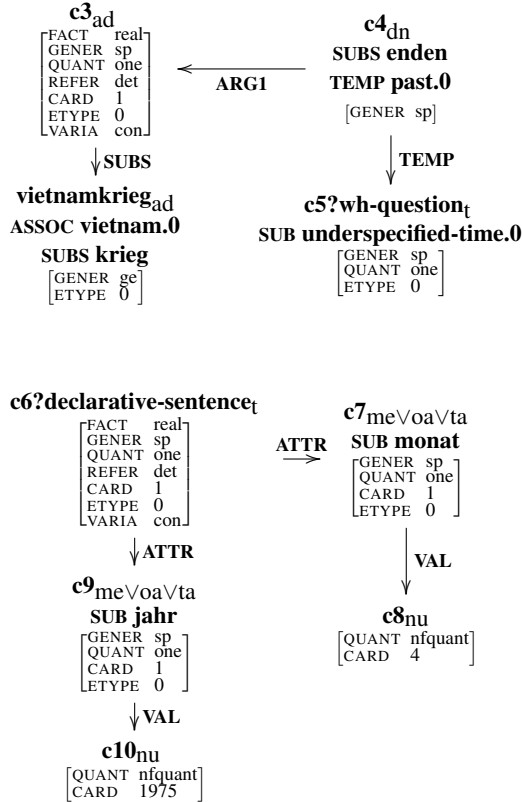 c3ad
FACT real
GENER sp
QUANT one
REFER det
CARD 1
ETYPE 0
VARIA con
ARG1
c4dn
SUBS enden
TEMP past.0
[GENER sp]
SUBS
TEMP
vietnamkriegad
ASSOC vietnam.0
SUBS krieg
GENER ge
ETYPE 0
c5?wh-questiont
SUB underspecified-time.0
GENER sp
QUANT one
ETYPE 0
c6?declarative-sentencet
FACT real
GENER sp
QUANT one
REFER det
CARD 1
ETYPE 0
VARIA con
ATTR
c7me∨oa∨ta
SUB monat
GENER sp
QUANT one
CARD 1
ETYPE 0
ATTR
VAL
c9me∨oa∨ta
SUB jahr
GENER sp
QUANT one
CARD 1
ETYPE 0
c8nu
QUANT nfquant
CARD 4
VAL
c10nu
QUANT nfquant
CARD 1975